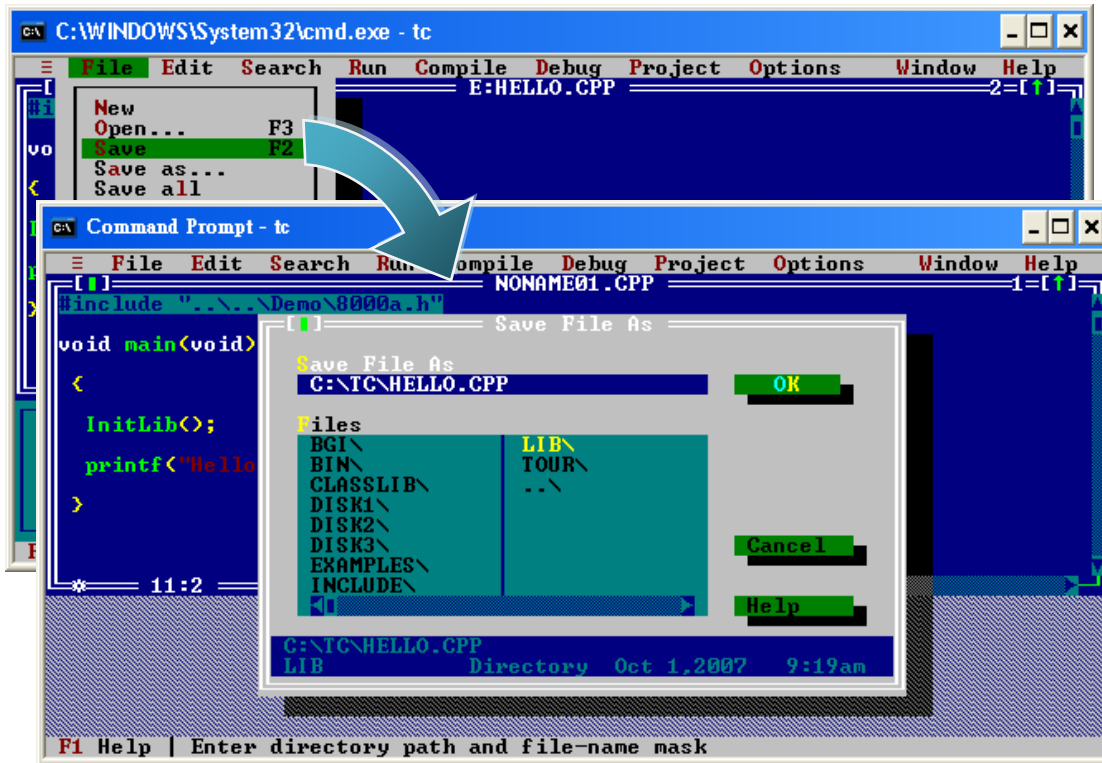 C:\WINDOWS\System32\cmd.exe - tc
≡ File Edit Search Run Compile Debug Project Options Window Help
E:HELLO.CPP 2=[↑]
#i
New
Open... F3
vo
Save F2
Save as...
{
Save all
Command Prompt - tc
≡ File Edit Search Run Compile Debug Project Options Window Help
[■] NONAME01.CPP 1=[↑]
#include "..\..\Demo\8000a.h"
[■] Save File As
void main(void)
Save File As
{
C:\TC\HELLO.CPP OK
InitLib();
Files
BGI\ LIB\
printf("Hello
BIN\ TOUR\
CLASSLIB\ ..\
}
DISK1\
DISK2\
DISK3\ Cancel
EXAMPLES\
11:2
INCLUDE\
Help
C:\TC\HELLO.CPP
LIB Directory Oct 1,2007 9:19am
F1 Help | Enter directory path and file-name mask